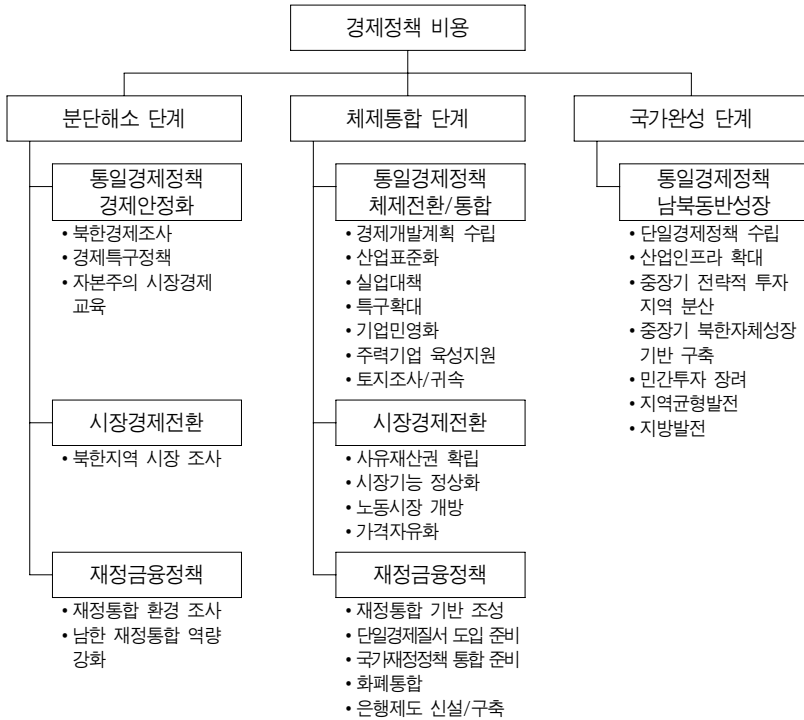 경제정책 비용
분단해소 단계
통일경제정책
경제안정화
• 북한경제조사
• 경제특구정책
• 자본주의 시장경제
교육
시장경제전환
• 북한지역 시장 조사
재정금융정책
• 재정통합 환경 조사
• 남한 재정통합 역량
강화
체제통합 단계
통일경제정책
체제전환/통합
• 경제개발계획 수립
• 산업표준화
• 실업대책
• 특구확대
• 기업민영화
• 주력기업 육성지원
• 토지조사/귀속
시장경제전환
• 사유재산권 확립
• 시장기능 정상화
• 노동시장 개방
• 가격자유화
재정금융정책
• 재정통합 기반 조성
• 단일경제질서 도입 준비
• 국가재정정책 통합 준비
• 화폐통합
• 은행제도 신설/구축
국가완성 단계
통일경제정책
남북동반성장
• 단일경제정책 수립
• 산업인프라 확대
• 중장기 전략적 투자
지역 분산
• 중장기 북한자체성장
기반 구축
• 민간투자 장려
• 지역균형발전
• 지방발전